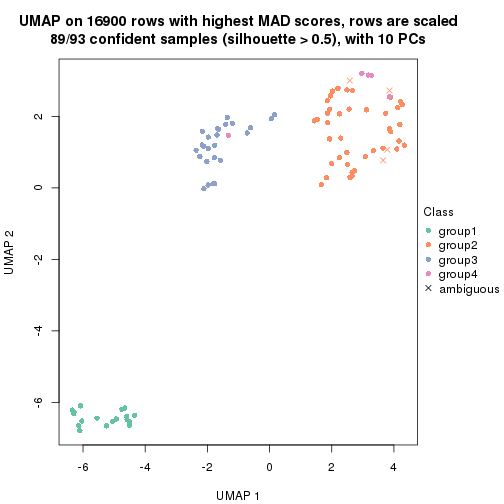 UMAP on 16900 rows with highest MAD scores, rows are scaled
89/93 confident samples (silhouette > 0.5), with 10 PCs
UMAP 2
2
0
-2
-4
-6
-6
-4
-2
0
2
4
UMAP 1
Class
group1
group2
group3
group4
ambiguous